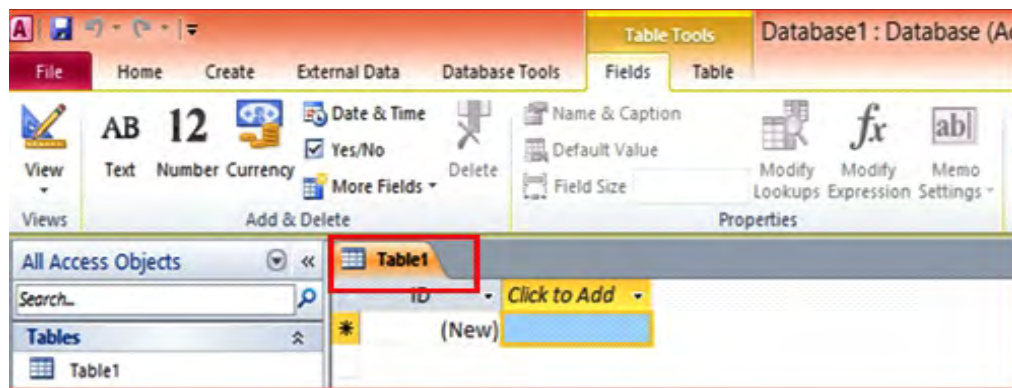 A
Table Tools Database1 : Database (A
File Home Create External Data Database Tools Fields Table
AB 12 Date & Time Name & Caption fx ab|
View Text Number Currency Yes/No Delete Default Value Modify Lookups Modify Expression Memo Settings
More Fields Field Size
Views Add & Delete Properties
All Access Objects « Table1
Search... ID Click to Add
Tables * (New)
Table1